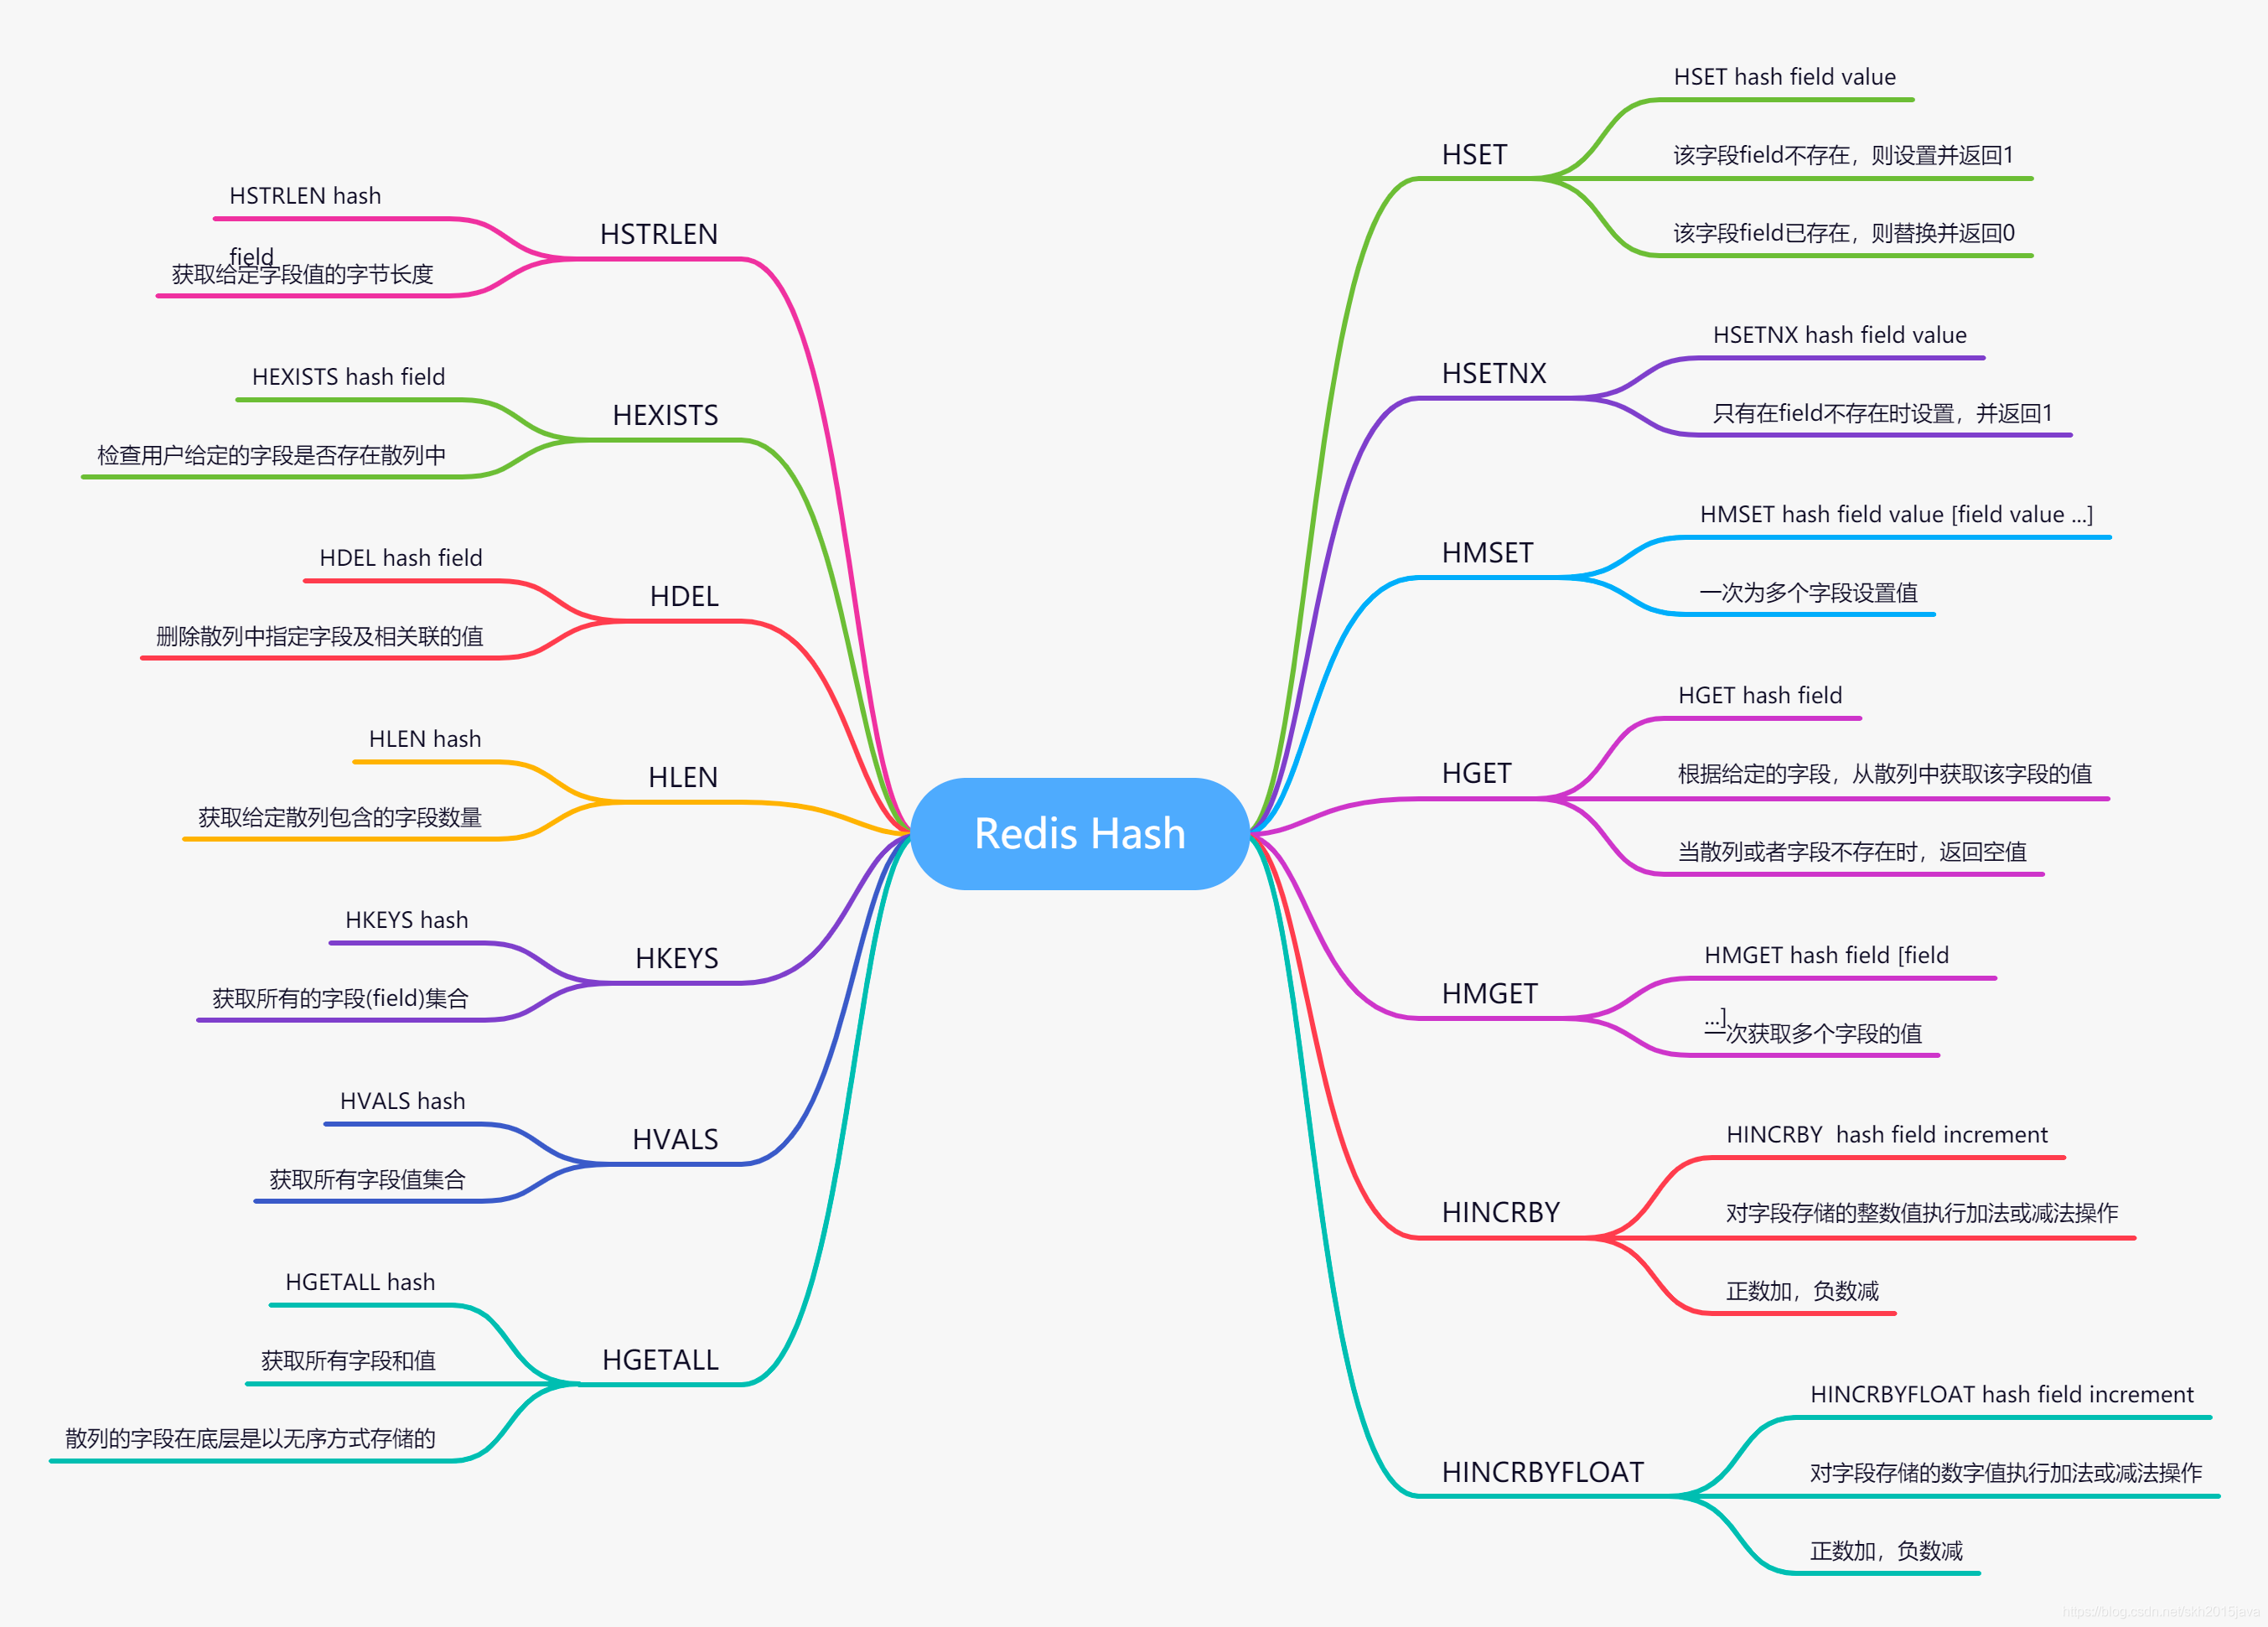 Redis Hash
HSET
HSET hash field value
该字段field不存在，则设置并返回1
该字段field已存在，则替换并返回0
HSETNX
HSETNX hash field value
只有在field不存在时设置，并返回1
HMSET
HMSET hash field value [field value ...]
一次为多个字段设置值
HGET
HGET hash field
根据给定的字段，从散列中获取该字段的值
当散列或者字段不存在时，返回空值
HMGET
HMGET hash field [field
...]
一次获取多个字段的值
HINCRBY
HINCRBY  hash field increment
对字段存储的整数值执行加法或减法操作
正数加，负数减
HINCRBYFLOAT
HINCRBYFLOAT hash field increment
对字段存储的数字值执行加法或减法操作
正数加，负数减
HSTRLEN
HSTRLEN hash
field
获取给定字段值的字节长度
HEXISTS
HEXISTS hash field
检查用户给定的字段是否存在散列中
HDEL
HDEL hash field
删除散列中指定字段及相关联的值
HLEN
HLEN hash
获取给定散列包含的字段数量
HKEYS
HKEYS hash
获取所有的字段(field)集合
HVALS
HVALS hash
获取所有字段值集合
HGETALL
HGETALL hash
获取所有字段和值
散列的字段在底层是以无序方式存储的
https://blog.csdn.net/skh2015java